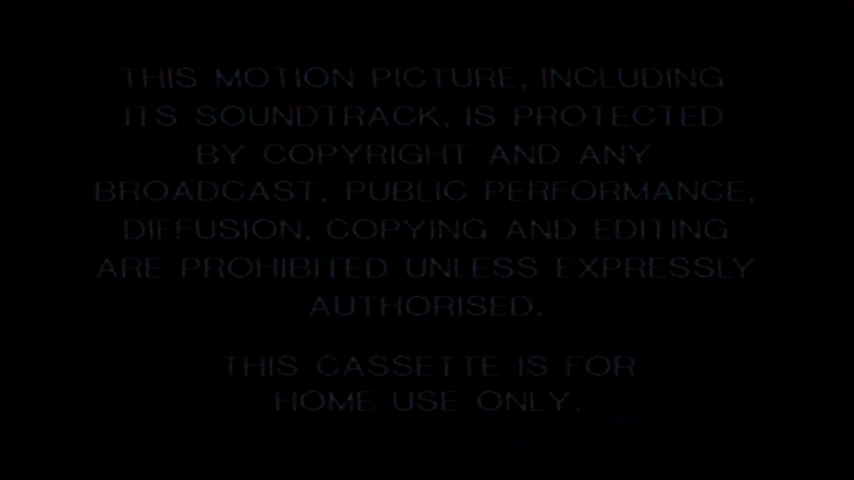 THIS MOTION PICTURE, INCLUDING
ITS SOUNDTRACK, IS PROTECTED
BY COPYRIGHT AND ANY
BROADCAST, PUBLIC PERFORMANCE,
DIFFUSION, COPYING AND EDITING
ARE PROHIBITED UNLESS EXPRESSLY
AUTHORISED.
THIS CASSETTE IS FOR
HOME USE ONLY.